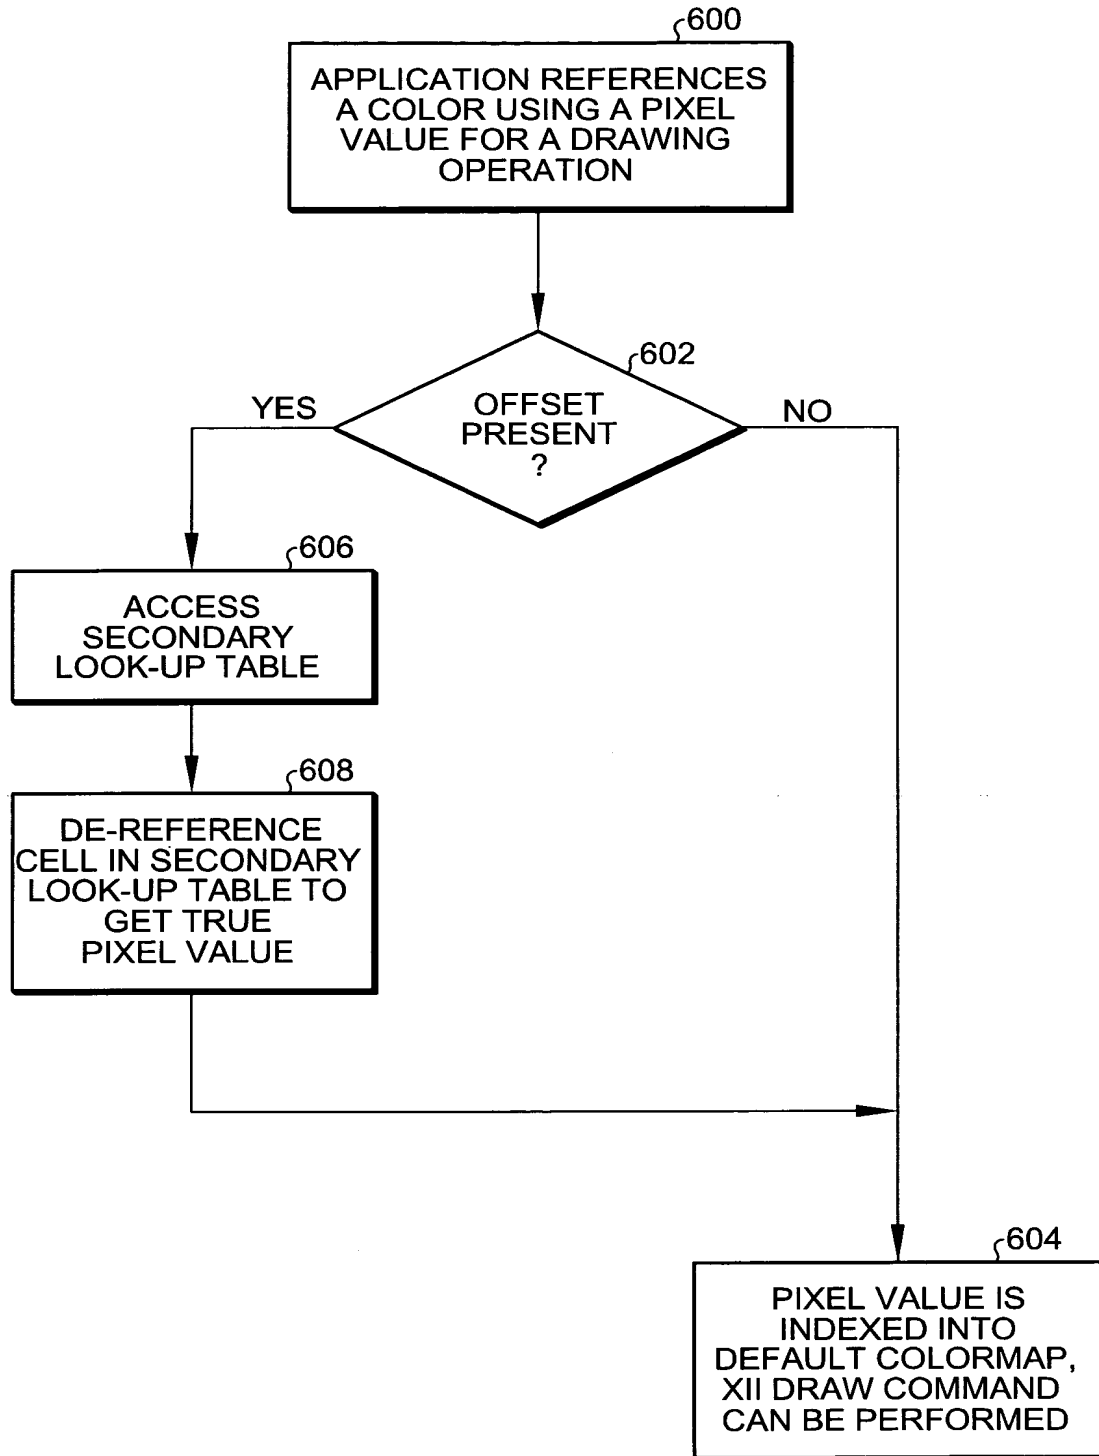 600
APPLICATION REFERENCES
A COLOR USING A PIXEL
VALUE FOR A DRAWING
OPERATION
602
YES
OFFSET
PRESENT
?
NO
606
ACCESS
SECONDARY
LOOK-UP TABLE
608
DE-REFERENCE
CELL IN SECONDARY
LOOK-UP TABLE TO
GET TRUE
PIXEL VALUE
604
PIXEL VALUE IS
INDEXED INTO
DEFAULT COLORMAP,
XII DRAW COMMAND
CAN BE PERFORMED